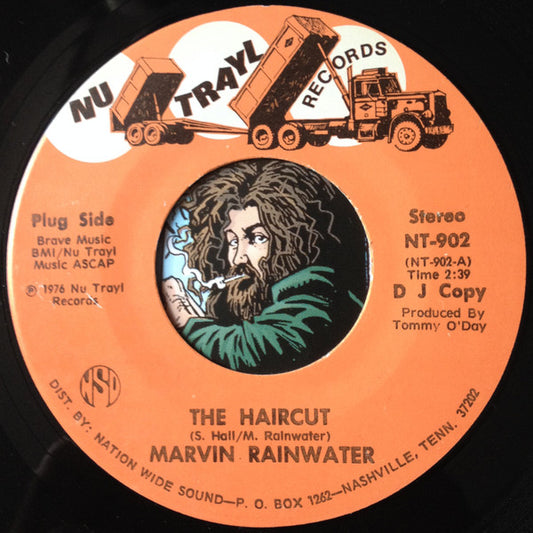 NU TRAYL RECORDS
Plug Side
Brave Music
BMI/Nu Trayl
Music ASCAP
℗ 1976 Nu Trayl
Records
Stereo
NT-902
(NT-902-A)
Time 2:39
D J Copy
Produced By
Tommy O'Day
NSD
THE HAIRCUT
(S. Hall/M. Rainwater)
MARVIN RAINWATER
DIST. BY: NATION WIDE SOUND—P. O. BOX 1262—NASHVILLE, TENN. 37202